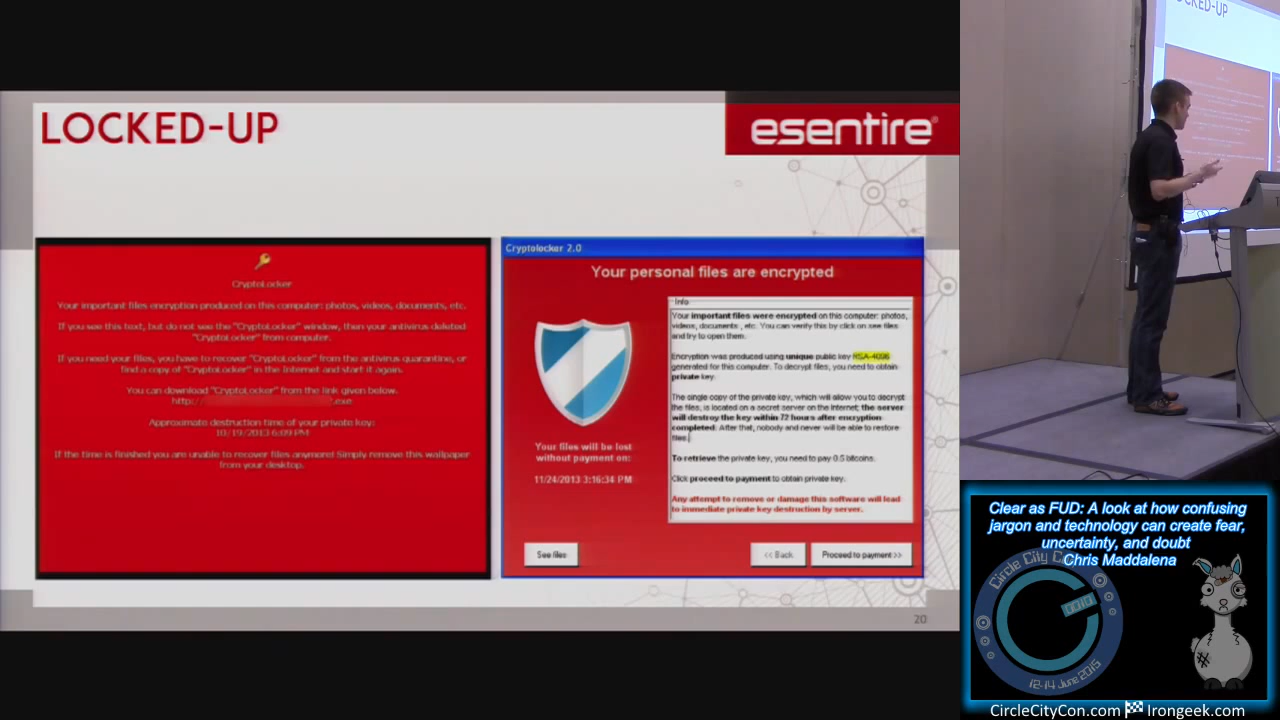 LOCKED-UP
esentire
CryptoLocker
Your important files encryption produced on this computer: photos, videos, documents, etc.
If you see this text, but do not see the "CryptoLocker" window, then your antivirus deleted
"CryptoLocker" from computer.
If you need your files, you have to recover "CryptoLocker" from the antivirus quarantine, or
find a copy of "CryptoLocker" in the Internet and start it again.
You can download "CryptoLocker" from the link given below.
http://
.exe
Approximate destruction time of your private key:
10/19/2013 6:09 PM
If the time is finished you are unable to recover files anymore! Simply remove this wallpaper
from your desktop.
Cryptolocker 2.0
Your personal files are encrypted
Your files will be lost
without payment on:
11/24/2013 3:16:34 PM
See files
Info
Your important files were encrypted on this computer: photos,
videos, documents , etc. You can verify this by click on see files
and try to open them.
Encryption was produced using unique public key RSA-4096
generated for this computer. To decrypt files, you need to obtain
private key.
The single copy of the private key, which will allow you to decrypt
the files, is located on a secret server on the Internet; the server
will destroy the key within 72 hours after encryption
completed. After that, nobody and never will be able to restore
files.
To retrieve the private key, you need to pay 0.5 bitcoins.
Click proceed to payment to obtain private key.
Any attempt to remove or damage this software will lead
to immediate private key destruction by server.
<< Back
Proceed to payment >>
20
CKED-UP
Clear as FUD: A look at how confusing
jargon and technology can create fear,
uncertainty, and doubt
Chris Maddalena
Circle City Con
12-14 June 2015
CircleCityCon.com
Irongeek.com